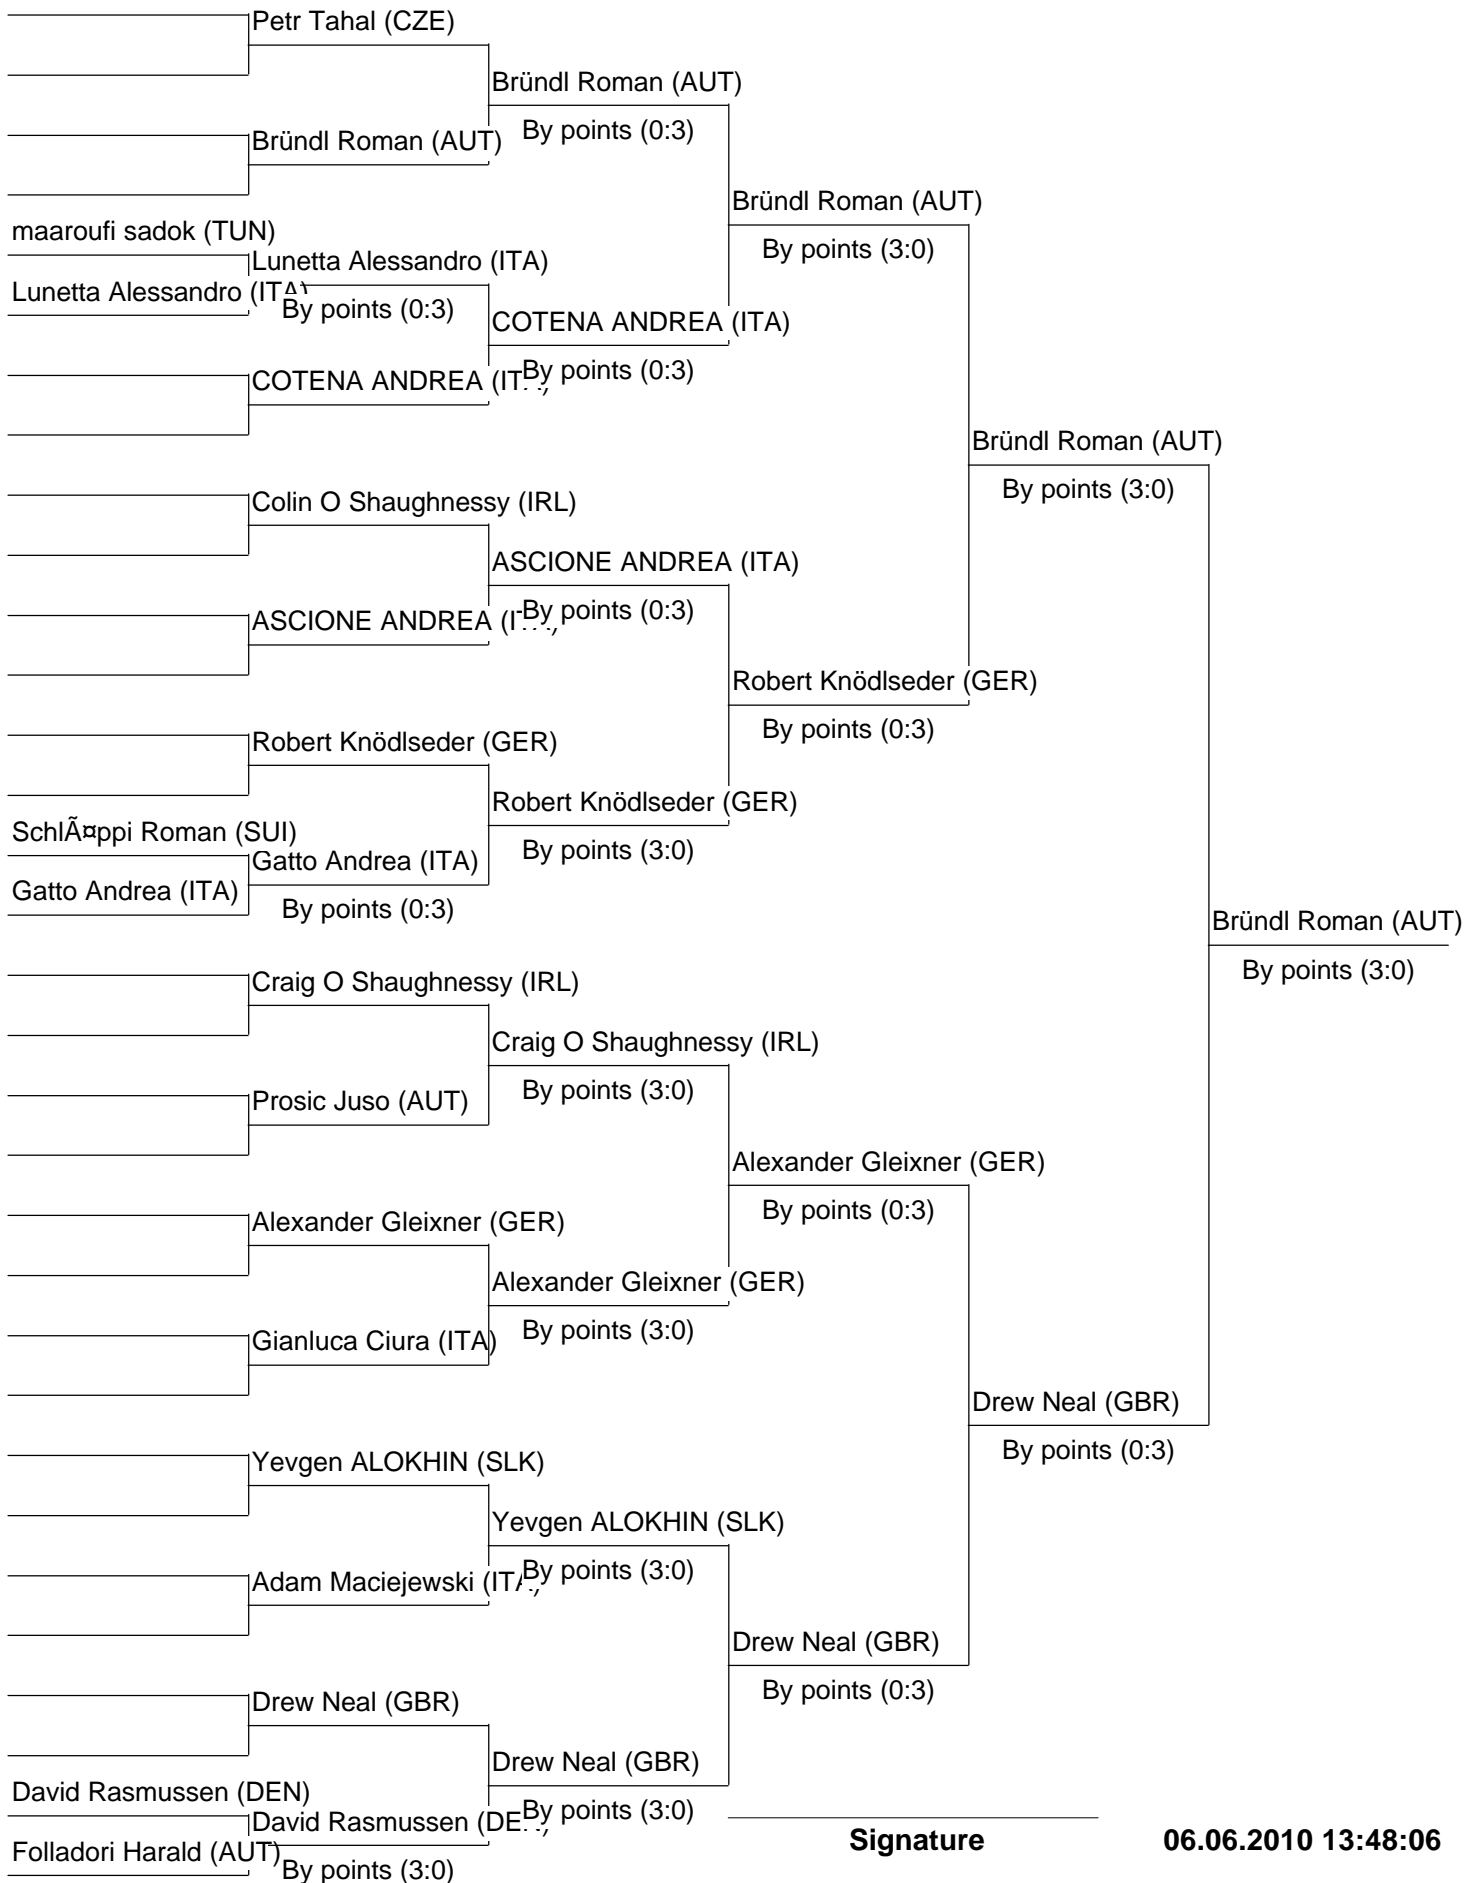 Petr Tahal (CZE)
Bründl Roman (AUT)
By points (0:3)
Bründl Roman (AUT)
Bründl Roman (AUT)
By points (3:0)
maaroufi sadok (TUN)
Lunetta Alessandro (ITA)
Lunetta Alessandro (ITA)
By points (0:3)
COTENA ANDREA (ITA)
By points (0:3)
COTENA ANDREA (ITA)
Bründl Roman (AUT)
By points (3:0)
Colin O Shaughnessy (IRL)
ASCIONE ANDREA (ITA)
By points (0:3)
ASCIONE ANDREA (ITA)
Robert Knödlseder (GER)
By points (0:3)
Robert Knödlseder (GER)
Robert Knödlseder (GER)
By points (3:0)
SchlÃ¤ppi Roman (SUI)
Gatto Andrea (ITA)
Gatto Andrea (ITA)
By points (0:3)
Bründl Roman (AUT)
By points (3:0)
Craig O Shaughnessy (IRL)
Craig O Shaughnessy (IRL)
By points (3:0)
Prosic Juso (AUT)
Alexander Gleixner (GER)
By points (0:3)
Alexander Gleixner (GER)
Alexander Gleixner (GER)
By points (3:0)
Gianluca Ciura (ITA)
Drew Neal (GBR)
By points (0:3)
Yevgen ALOKHIN (SLK)
Yevgen ALOKHIN (SLK)
By points (3:0)
Adam Maciejewski (ITA)
Drew Neal (GBR)
By points (0:3)
Drew Neal (GBR)
Drew Neal (GBR)
By points (3:0)
David Rasmussen (DEN)
David Rasmussen (DEN)
Folladori Harald (AUT)
By points (3:0)
Signature
06.06.2010 13:48:06